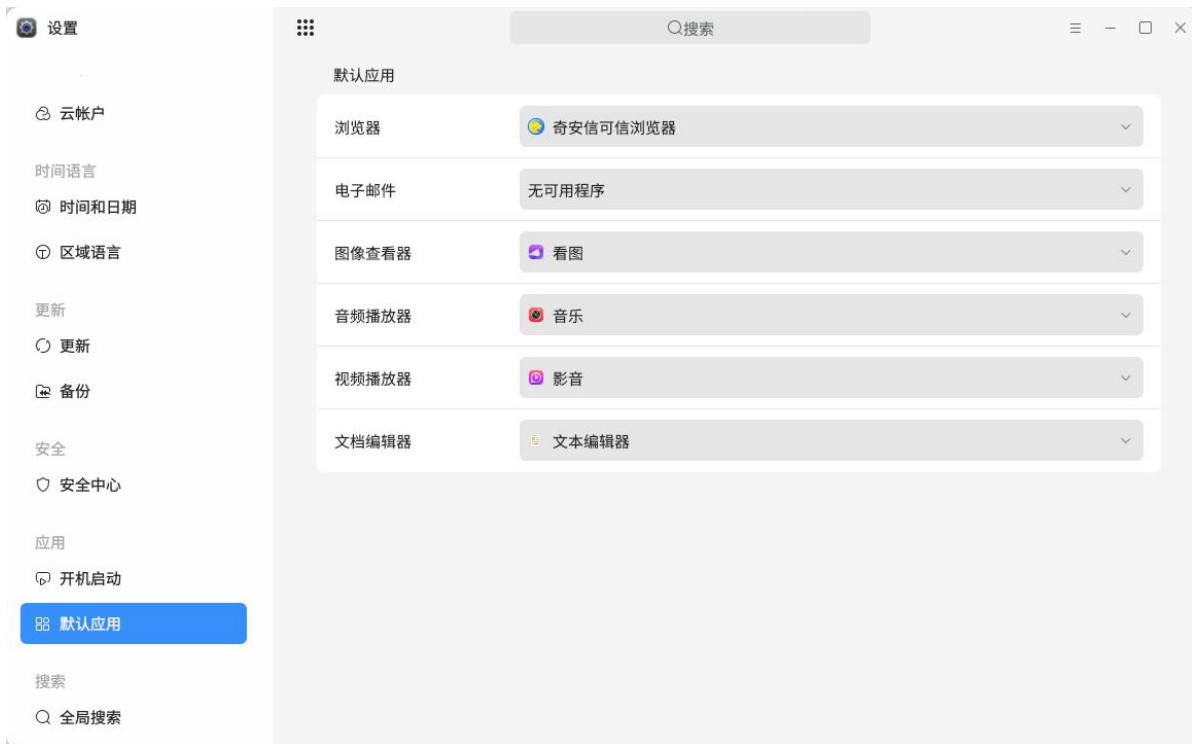 设置
搜索
云帐户
时间语言
时间和日期
区域语言
更新
更新
备份
安全
安全中心
应用
开机启动
默认应用
搜索
全局搜索
默认应用
浏览器 奇安信可信浏览器
电子邮件 无可用程序
图像查看器 看图
音频播放器 音乐
视频播放器 影音
文档编辑器 文本编辑器